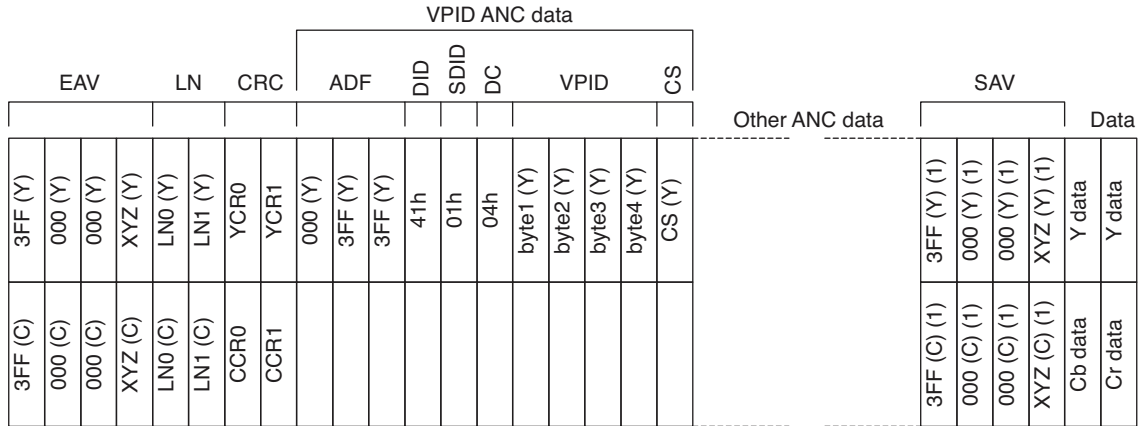 VPID ANC data
EAV LN CRC ADF DID SDID DC VPID CS SAV
Other ANC data Data
3FF (Y) 000 (Y) 000 (Y) XYZ (Y) LN0 (Y) LN1 (Y) YCR0 YCR1 000 (Y) 3FF (Y) 3FF (Y) 41h 01h 04h byte1 (Y) byte2 (Y) byte3 (Y) byte4 (Y) CS (Y) 3FF (Y) (1) 000 (Y) (1) 000 (Y) (1) XYZ (Y) (1) Y data Y data
3FF (C) 000 (C) 000 (C) XYZ (C) LN0 (C) LN1 (C) CCR0 CCR1 3FF (C) (1) 000 (C) (1) 000 (C) (1) XYZ (C) (1) Cb data Cr data